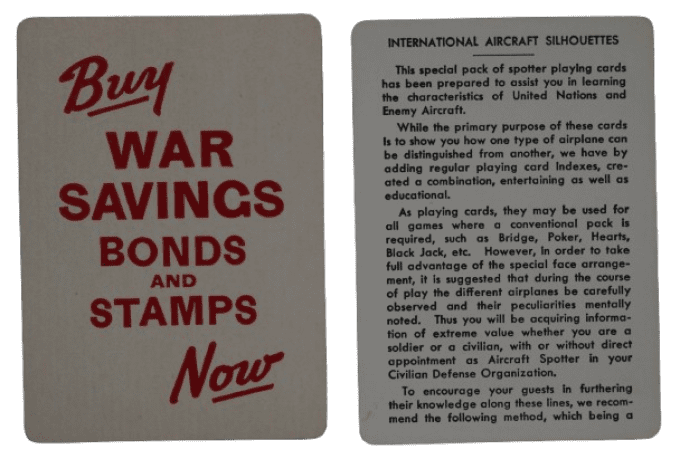 Buy
WAR
SAVINGS
BONDS
AND
STAMPS
Now
INTERNATIONAL AIRCRAFT SILHOUETTES
This special pack of spotter playing cards
has been prepared to assist you in learning
the characteristics of United Nations and
Enemy Aircraft.
While the primary purpose of these cards
Is to show you how one type of airplane can
be distinguished from another, we have by
adding regular playing card Indexes, cre-
ated a combination, entertaining as well as
educational.
As playing cards, they may be used for
all games where a conventional pack is
required, such as Bridge, Poker, Hearts,
Black Jack, etc. However, in order to take
full advantage of the special face arrange-
ment, it is suggested that during the course
of play the different airplanes be carefully
observed and their peculiarities mentally
noted. Thus you will be acquiring informa-
tion of extreme value whether you are a
soldier or a civilian, with or without direct
appointment as Aircraft Spotter in your
Civilian Defense Organization.
To encourage your guests in furthering
their knowledge along these lines, we recom-
mend the following method, which being a